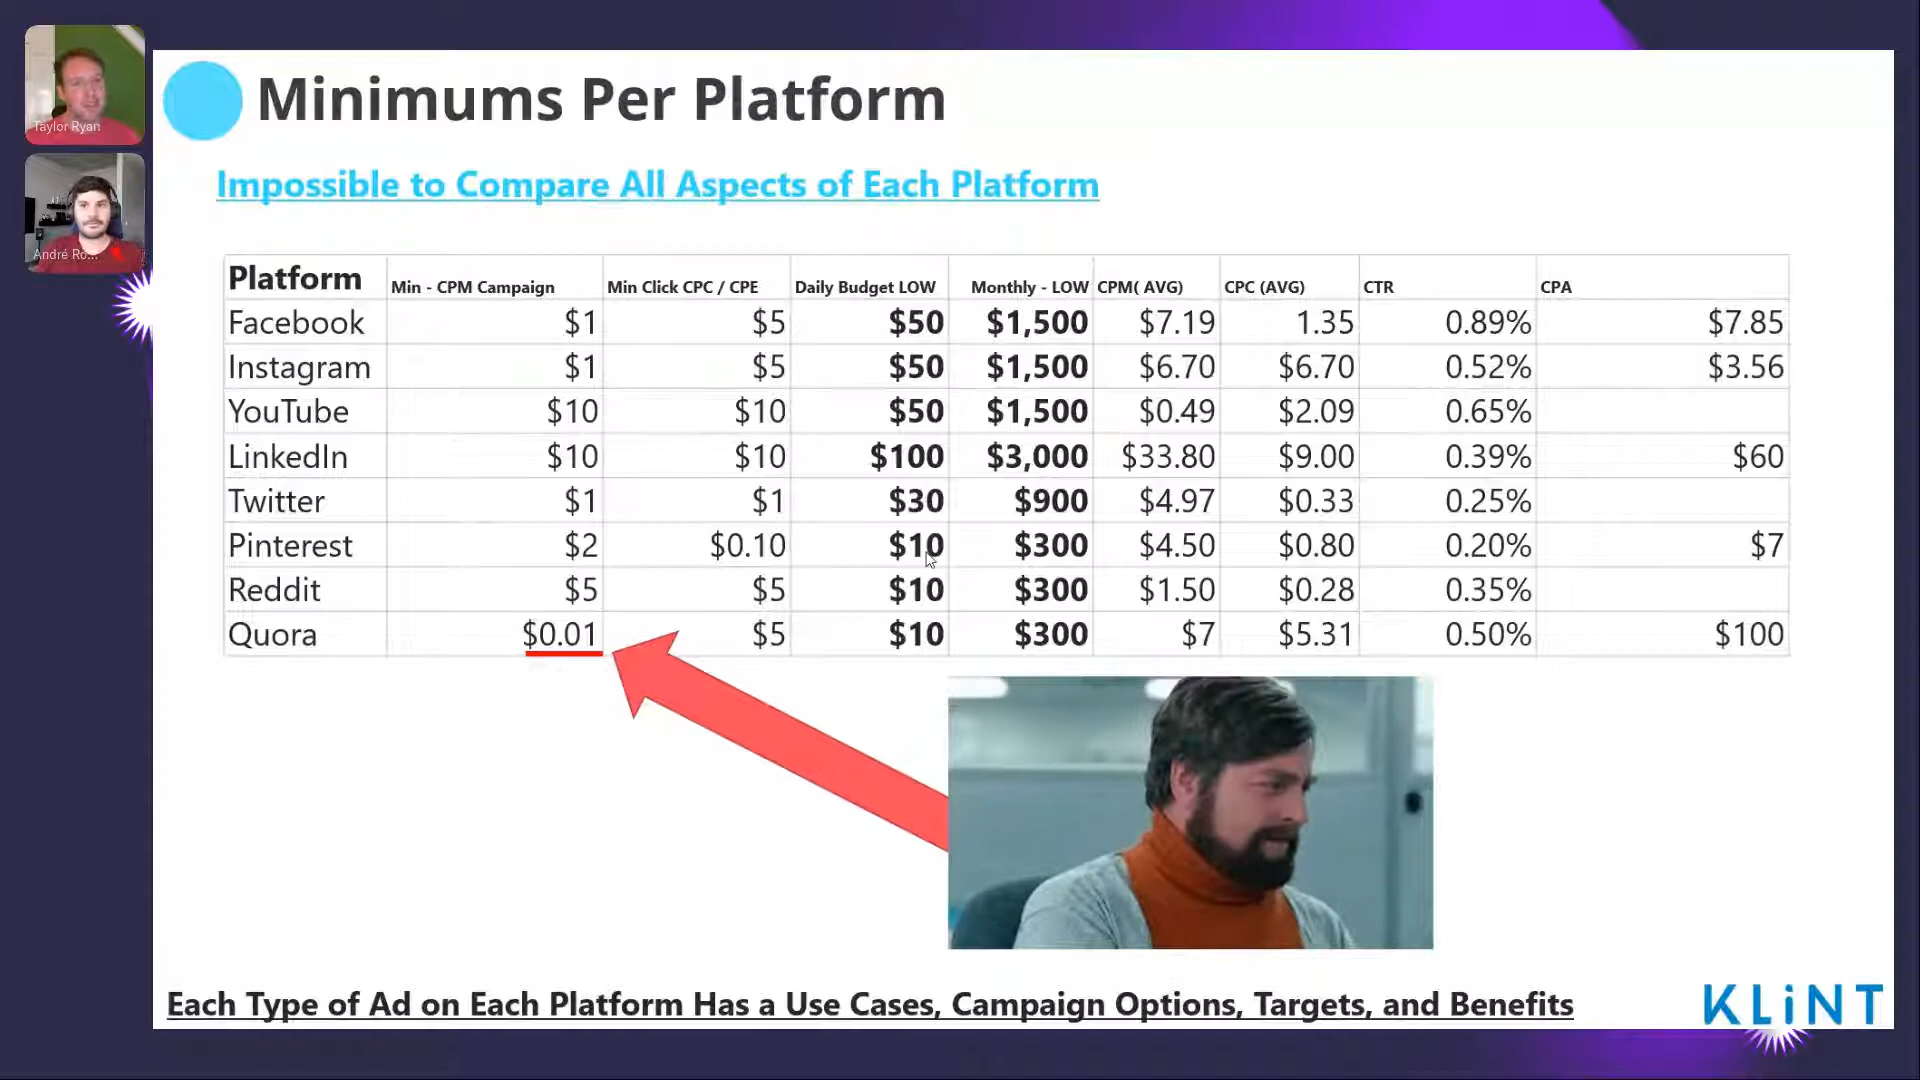 Taylor Ryan
André Ro...
Minimums Per Platform
Impossible to Compare All Aspects of Each Platform
Platform Min - CPM Campaign Min Click CPC / CPE Daily Budget LOW Monthly - LOW CPM( AVG) CPC (AVG) CTR CPA
Facebook $1 $5 $50 $1,500 $7.19 1.35 0.89% $7.85
Instagram $1 $5 $50 $1,500 $6.70 $6.70 0.52% $3.56
YouTube $10 $10 $50 $1,500 $0.49 $2.09 0.65%
LinkedIn $10 $10 $100 $3,000 $33.80 $9.00 0.39% $60
Twitter $1 $1 $30 $900 $4.97 $0.33 0.25%
Pinterest $2 $0.10 $10 $300 $4.50 $0.80 0.20% $7
Reddit $5 $5 $10 $300 $1.50 $0.28 0.35%
Quora $0.01 $5 $10 $300 $7 $5.31 0.50% $100
Each Type of Ad on Each Platform Has a Use Cases, Campaign Options, Targets, and Benefits
KLiNT